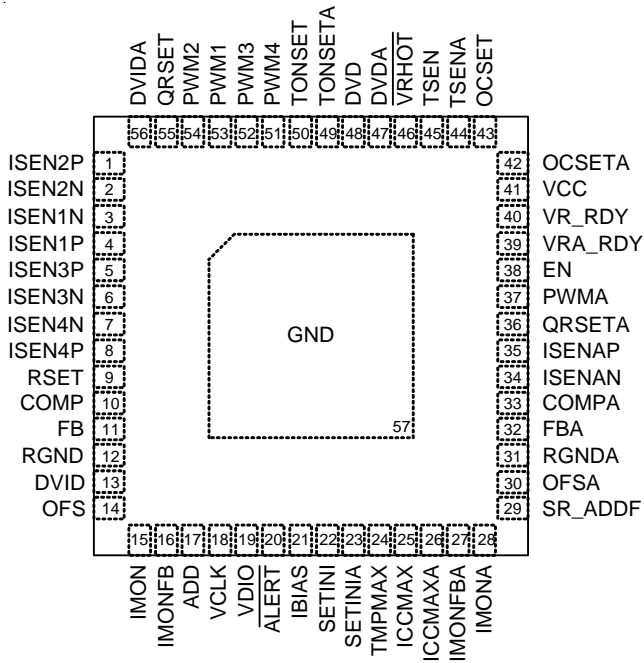 DVIDA
QRSET
PWM2
PWM1
PWM3
PWM4
TONSET
TONSETA
DVD
DVDA
VRHOT
TSEN
TSENA
OCSET
56 55 54 53 52 51 50 49 48 47 46 45 44 43
ISEN2P 1
ISEN2N 2
ISEN1N 3
ISEN1P 4
ISEN3P 5
ISEN3N 6
ISEN4N 7
ISEN4P 8
RSET 9
COMP 10
FB 11
RGND 12
DVID 13
OFS 14
GND
57
42 OCSETA
41 VCC
40 VR_RDY
39 VRA_RDY
38 EN
37 PWMA
36 QRSETA
35 ISENAP
34 ISENAN
33 COMPA
32 FBA
31 RGNDA
30 OFSA
29 SR_ADDF
15 16 17 18 19 20 21 22 23 24 25 26 27 28
IMON
IMONFB
ADD
VCLK
VDIO
ALERT
IBIAS
SETINI
SETINIA
TMPMAX
ICCMAX
ICCMAXA
IMONFBA
IMONA